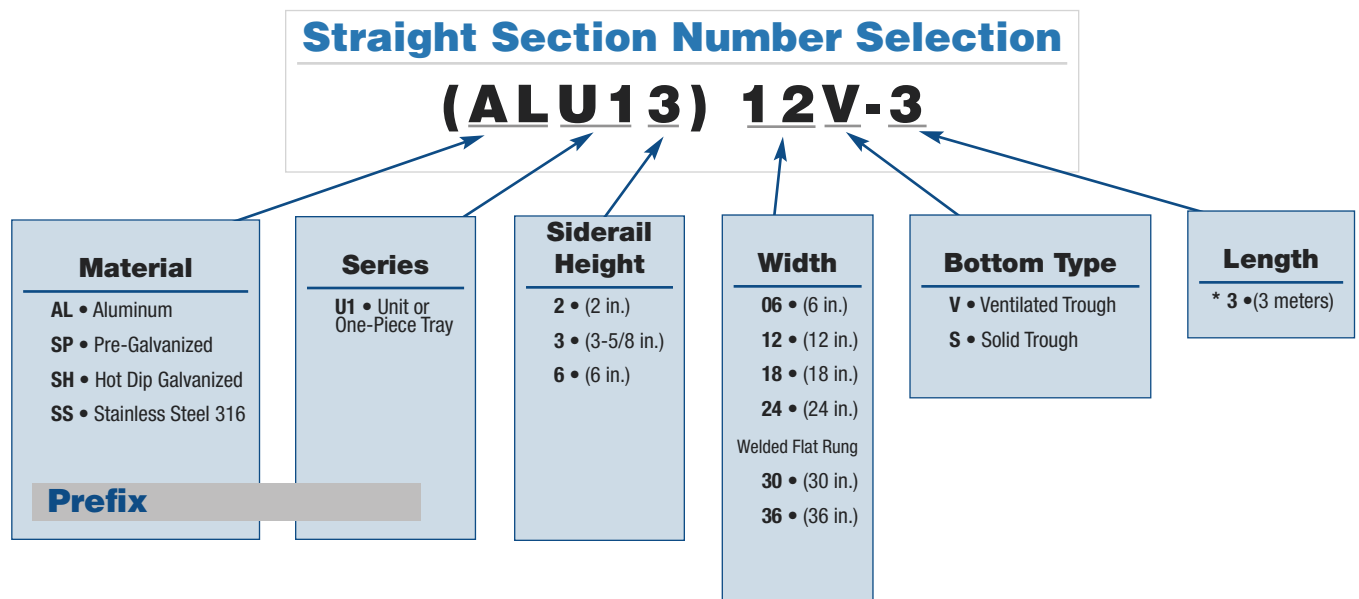 Straight Section Number Selection
(ALU13) 12V-3
Material
AL • Aluminum
SP • Pre-Galvanized
SH • Hot Dip Galvanized
SS • Stainless Steel 316
Prefix
Series
U1 • Unit or
One-Piece Tray
Siderail
Height
2 • (2 in.)
3 • (3-5/8 in.)
6 • (6 in.)
Width
06 • (6 in.)
12 • (12 in.)
18 • (18 in.)
24 • (24 in.)
Welded Flat Rung
30 • (30 in.)
36 • (36 in.)
Bottom Type
V • Ventilated Trough
S • Solid Trough
Length
* 3 •(3 meters)